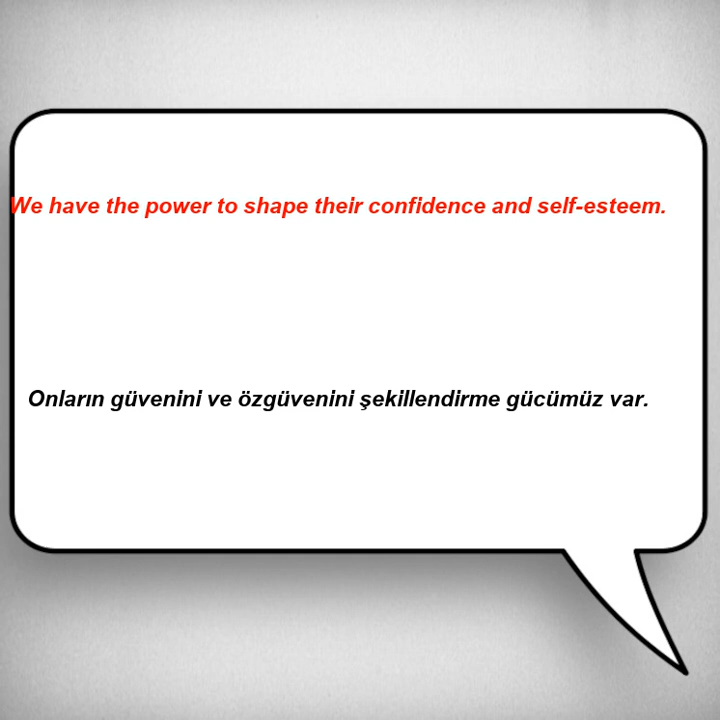 We have the power to shape their confidence and self-esteem.
Onların güvenini ve özgüvenini şekillendirme gücümüz var.